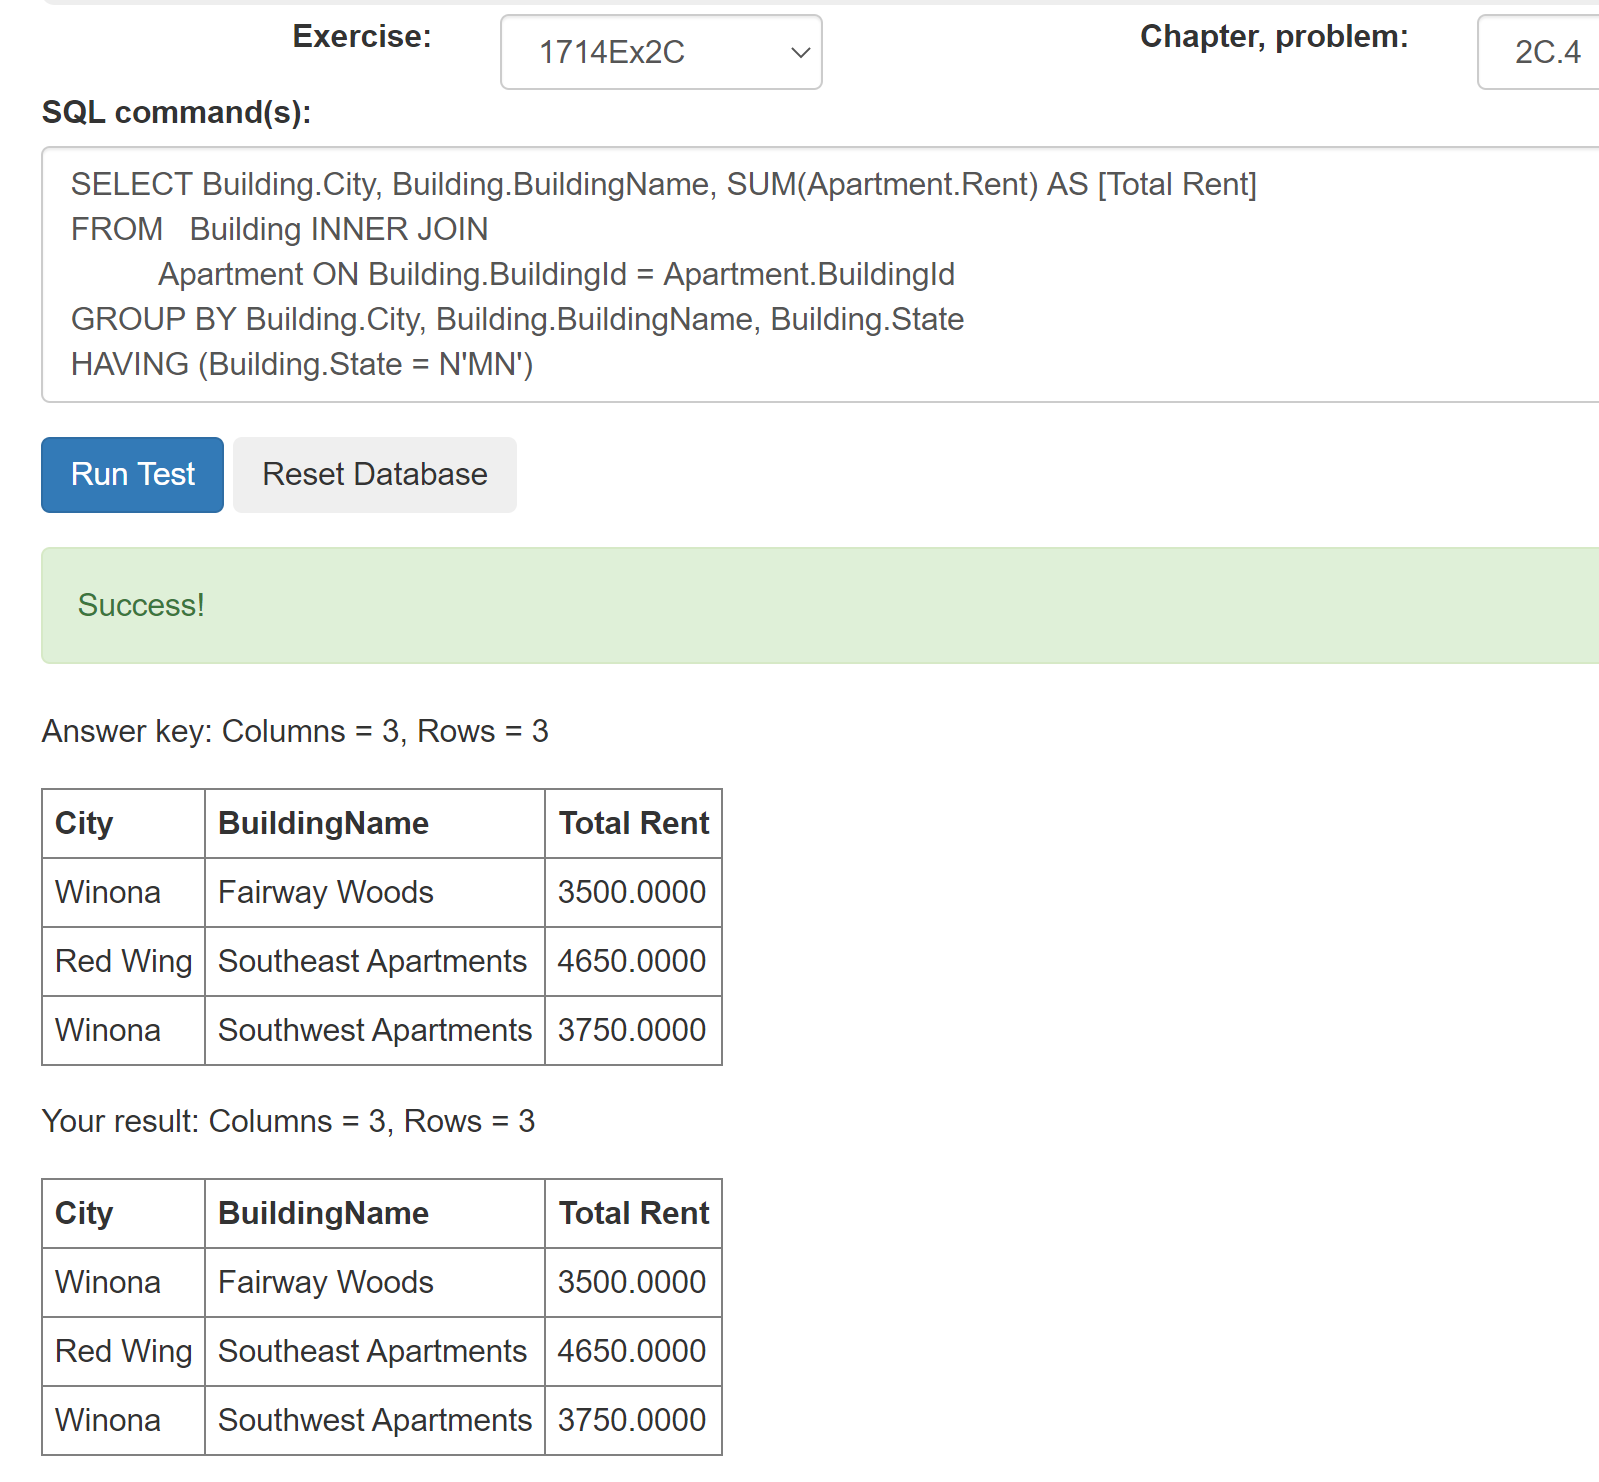 Exercise: 1714Ex2C Chapter, problem: 2C.4
SQL command(s):
SELECT Building.City, Building.BuildingName, SUM(Apartment.Rent) AS [Total Rent]
FROM   Building INNER JOIN
Apartment ON Building.BuildingId = Apartment.BuildingId
GROUP BY Building.City, Building.BuildingName, Building.State
HAVING (Building.State = N'MN')
Run Test Reset Database
Success!
Answer key: Columns = 3, Rows = 3
City BuildingName Total Rent
Winona Fairway Woods 3500.0000
Red Wing Southeast Apartments 4650.0000
Winona Southwest Apartments 3750.0000
Your result: Columns = 3, Rows = 3
City BuildingName Total Rent
Winona Fairway Woods 3500.0000
Red Wing Southeast Apartments 4650.0000
Winona Southwest Apartments 3750.0000